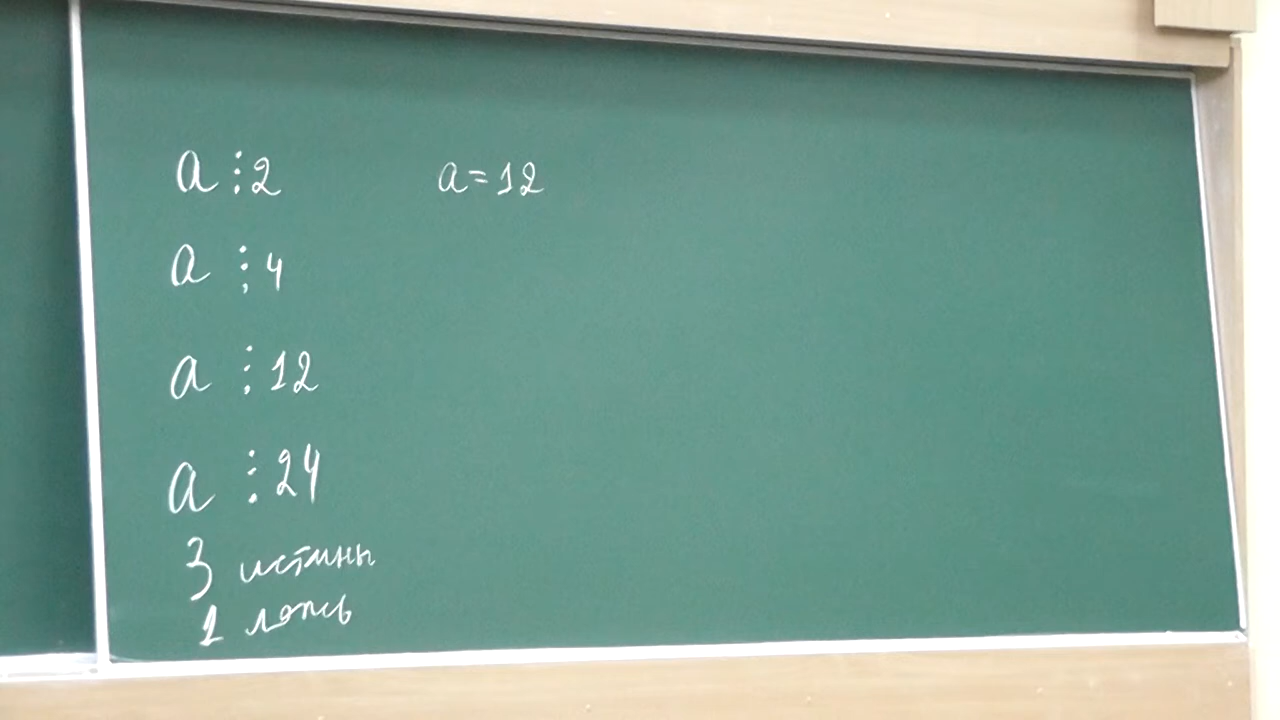 a ⋮ 2 a = 12
a ⋮ 4
a ⋮ 12
a ⋮ 24
3 истины
1 ложь